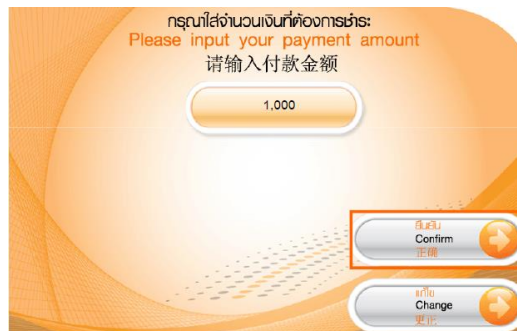 กรุณาใส่จำนวนเงินที่ต้องการชำระ
Please input your payment amount
请输入付款金额
1,000
ยืนยัน
Confirm
正确
แก้ไข
Change
更正